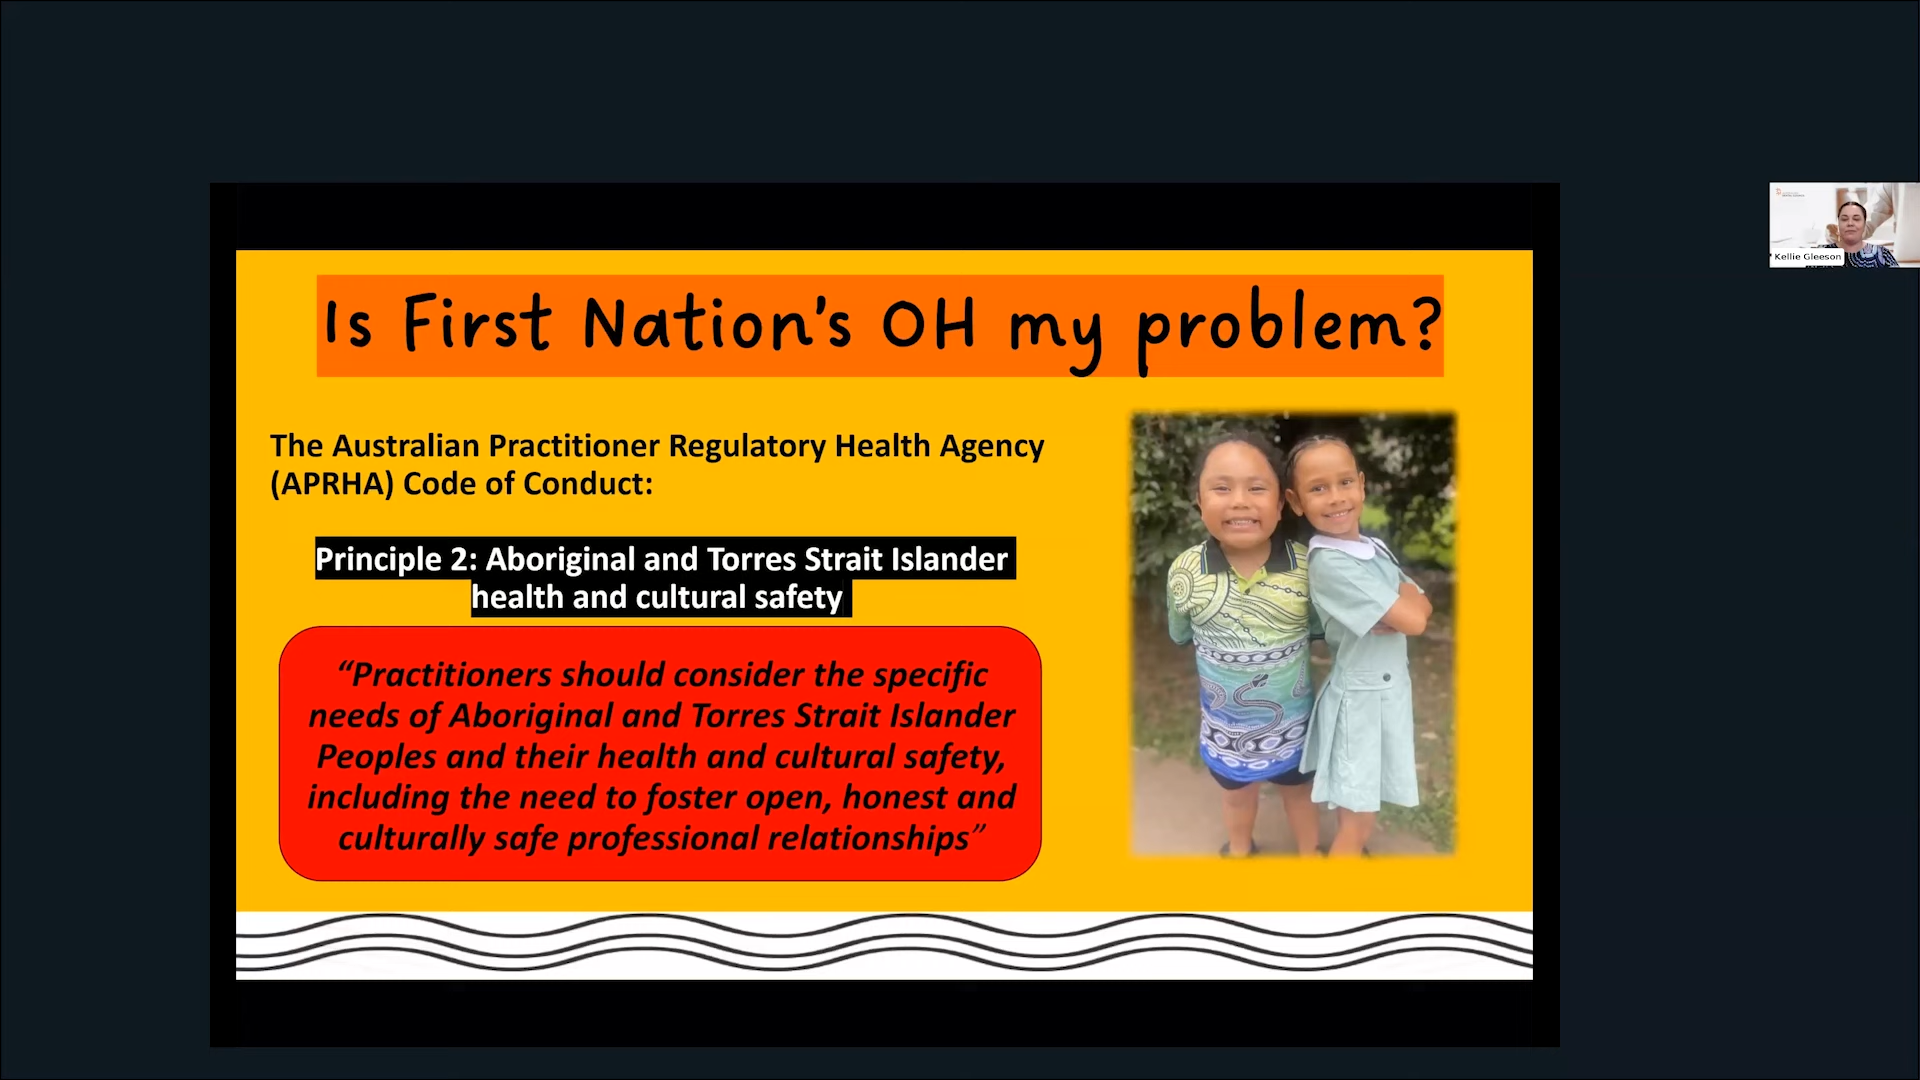 Is First Nation's OH my problem?
The Australian Practitioner Regulatory Health Agency
(APRHA) Code of Conduct:
Principle 2: Aboriginal and Torres Strait Islander
health and cultural safety
“Practitioners should consider the specific
needs of Aboriginal and Torres Strait Islander
Peoples and their health and cultural safety,
including the need to foster open, honest and
culturally safe professional relationships”
Kellie Gleeson